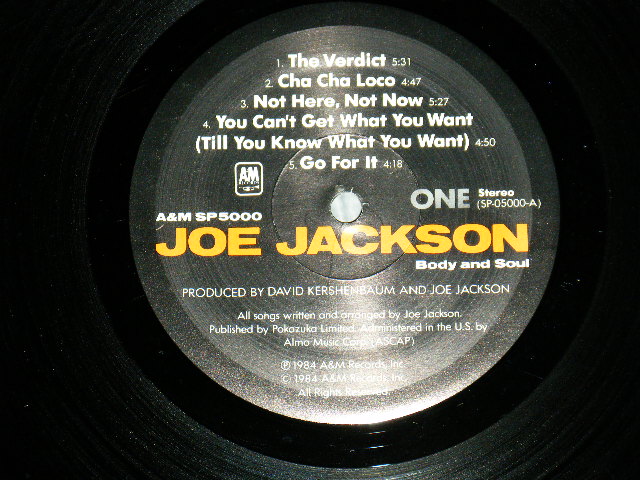 1. The Verdict 5:31
2. Cha Cha Loco 4:47
3. Not Here, Not Now 5:27
4. You Can't Get What You Want
(Till You Know What You Want) 4:50
5. Go For It 4:18
A&M
ONE Stereo
(SP-05000-A)
A&M SP5000
JOE JACKSON
Body and Soul
PRODUCED BY DAVID KERSHENBAUM AND JOE JACKSON
All songs written and arranged by Joe Jackson.
Published by Pokazuka Limited. Administered in the U.S. by
Almo Music Corp. (ASCAP)
℗ 1984 A&M Records, Inc.
© 1984 A&M Records, Inc.
All Rights Reserved